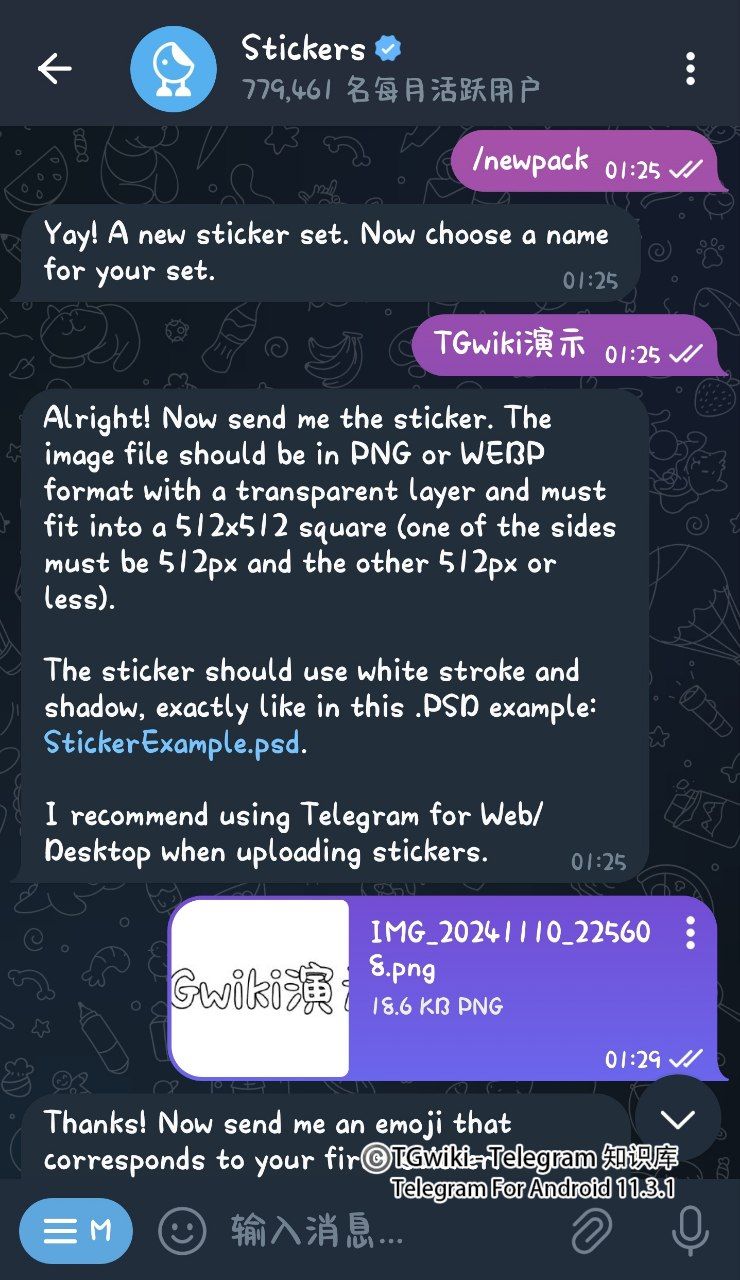 Stickers
779,461 名每月活跃用户
/newpack 01:25
Yay! A new sticker set. Now choose a name
for your set.
01:25
TGwiki演示 01:25
Alright! Now send me the sticker. The
image file should be in PNG or WEBP
format with a transparent layer and must
fit into a 512x512 square (one of the sides
must be 512px and the other 512px or
less).
The sticker should use white stroke and
shadow, exactly like in this .PSD example:
StickerExample.psd.
I recommend using Telegram for Web/
Desktop when uploading stickers.
01:25
Gwiki演
IMG_20241110_22560
8.png
18.6 KB PNG
01:29
Thanks! Now send me an emoji that
corresponds to your
©TGwiki-Telegram 知识库
Telegram For Android 11.3.1
M
输入消息...